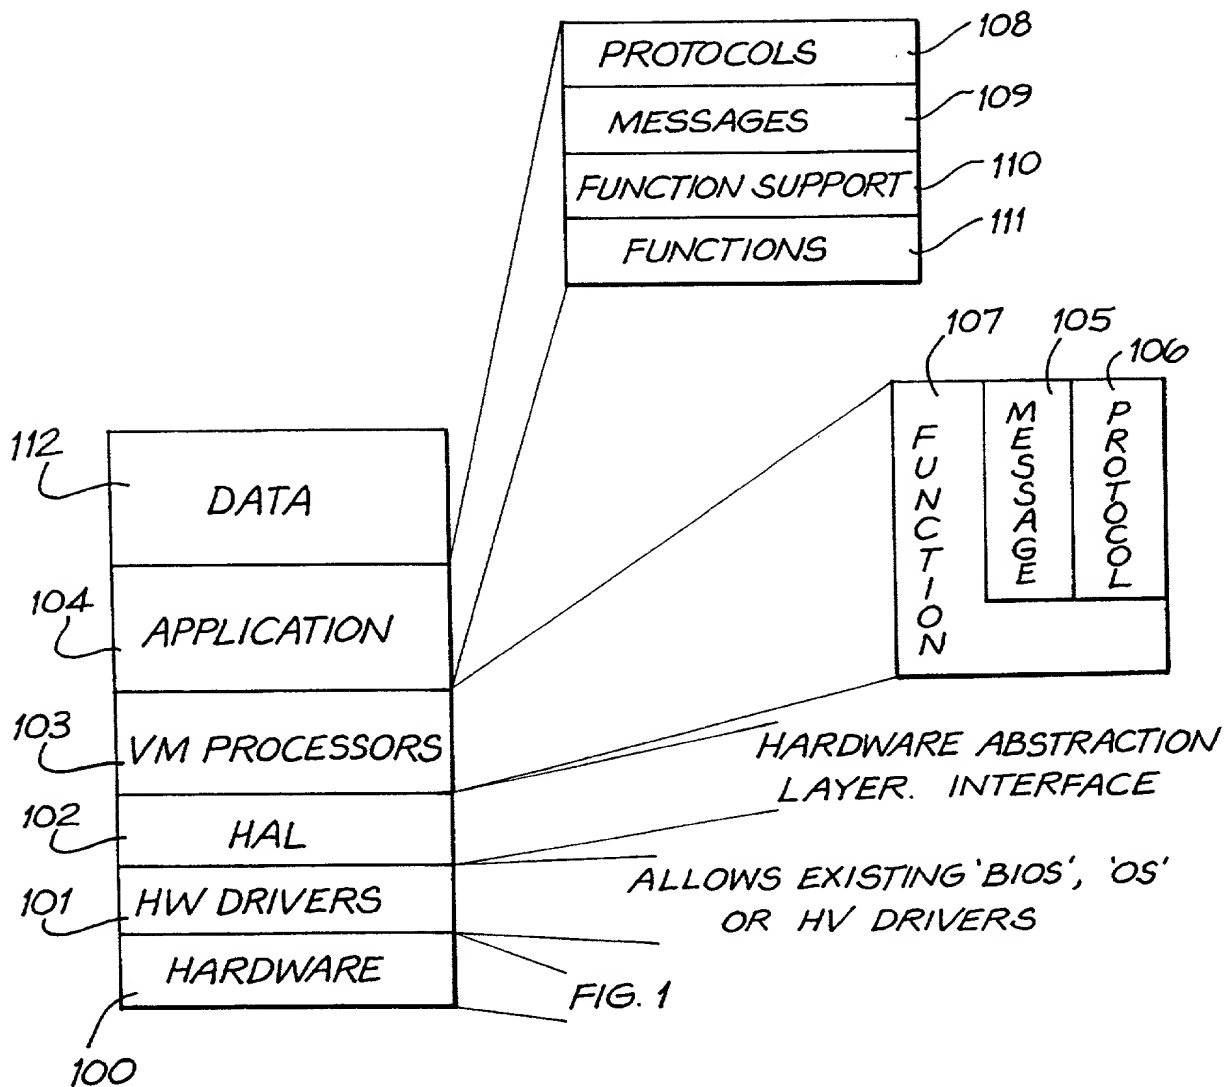 PROTOCOLS
108
MESSAGES
109
FUNCTION SUPPORT
110
FUNCTIONS
111
107
105
106
FUNCTION
MESSAGE
PROTOCOL
112
DATA
104
APPLICATION
103
VM PROCESSORS
HARDWARE ABSTRACTION
LAYER. INTERFACE
102
HAL
101
HW DRIVERS
ALLOWS EXISTING 'BIOS', 'OS'
OR HV DRIVERS
HARDWARE
100
FIG. 1